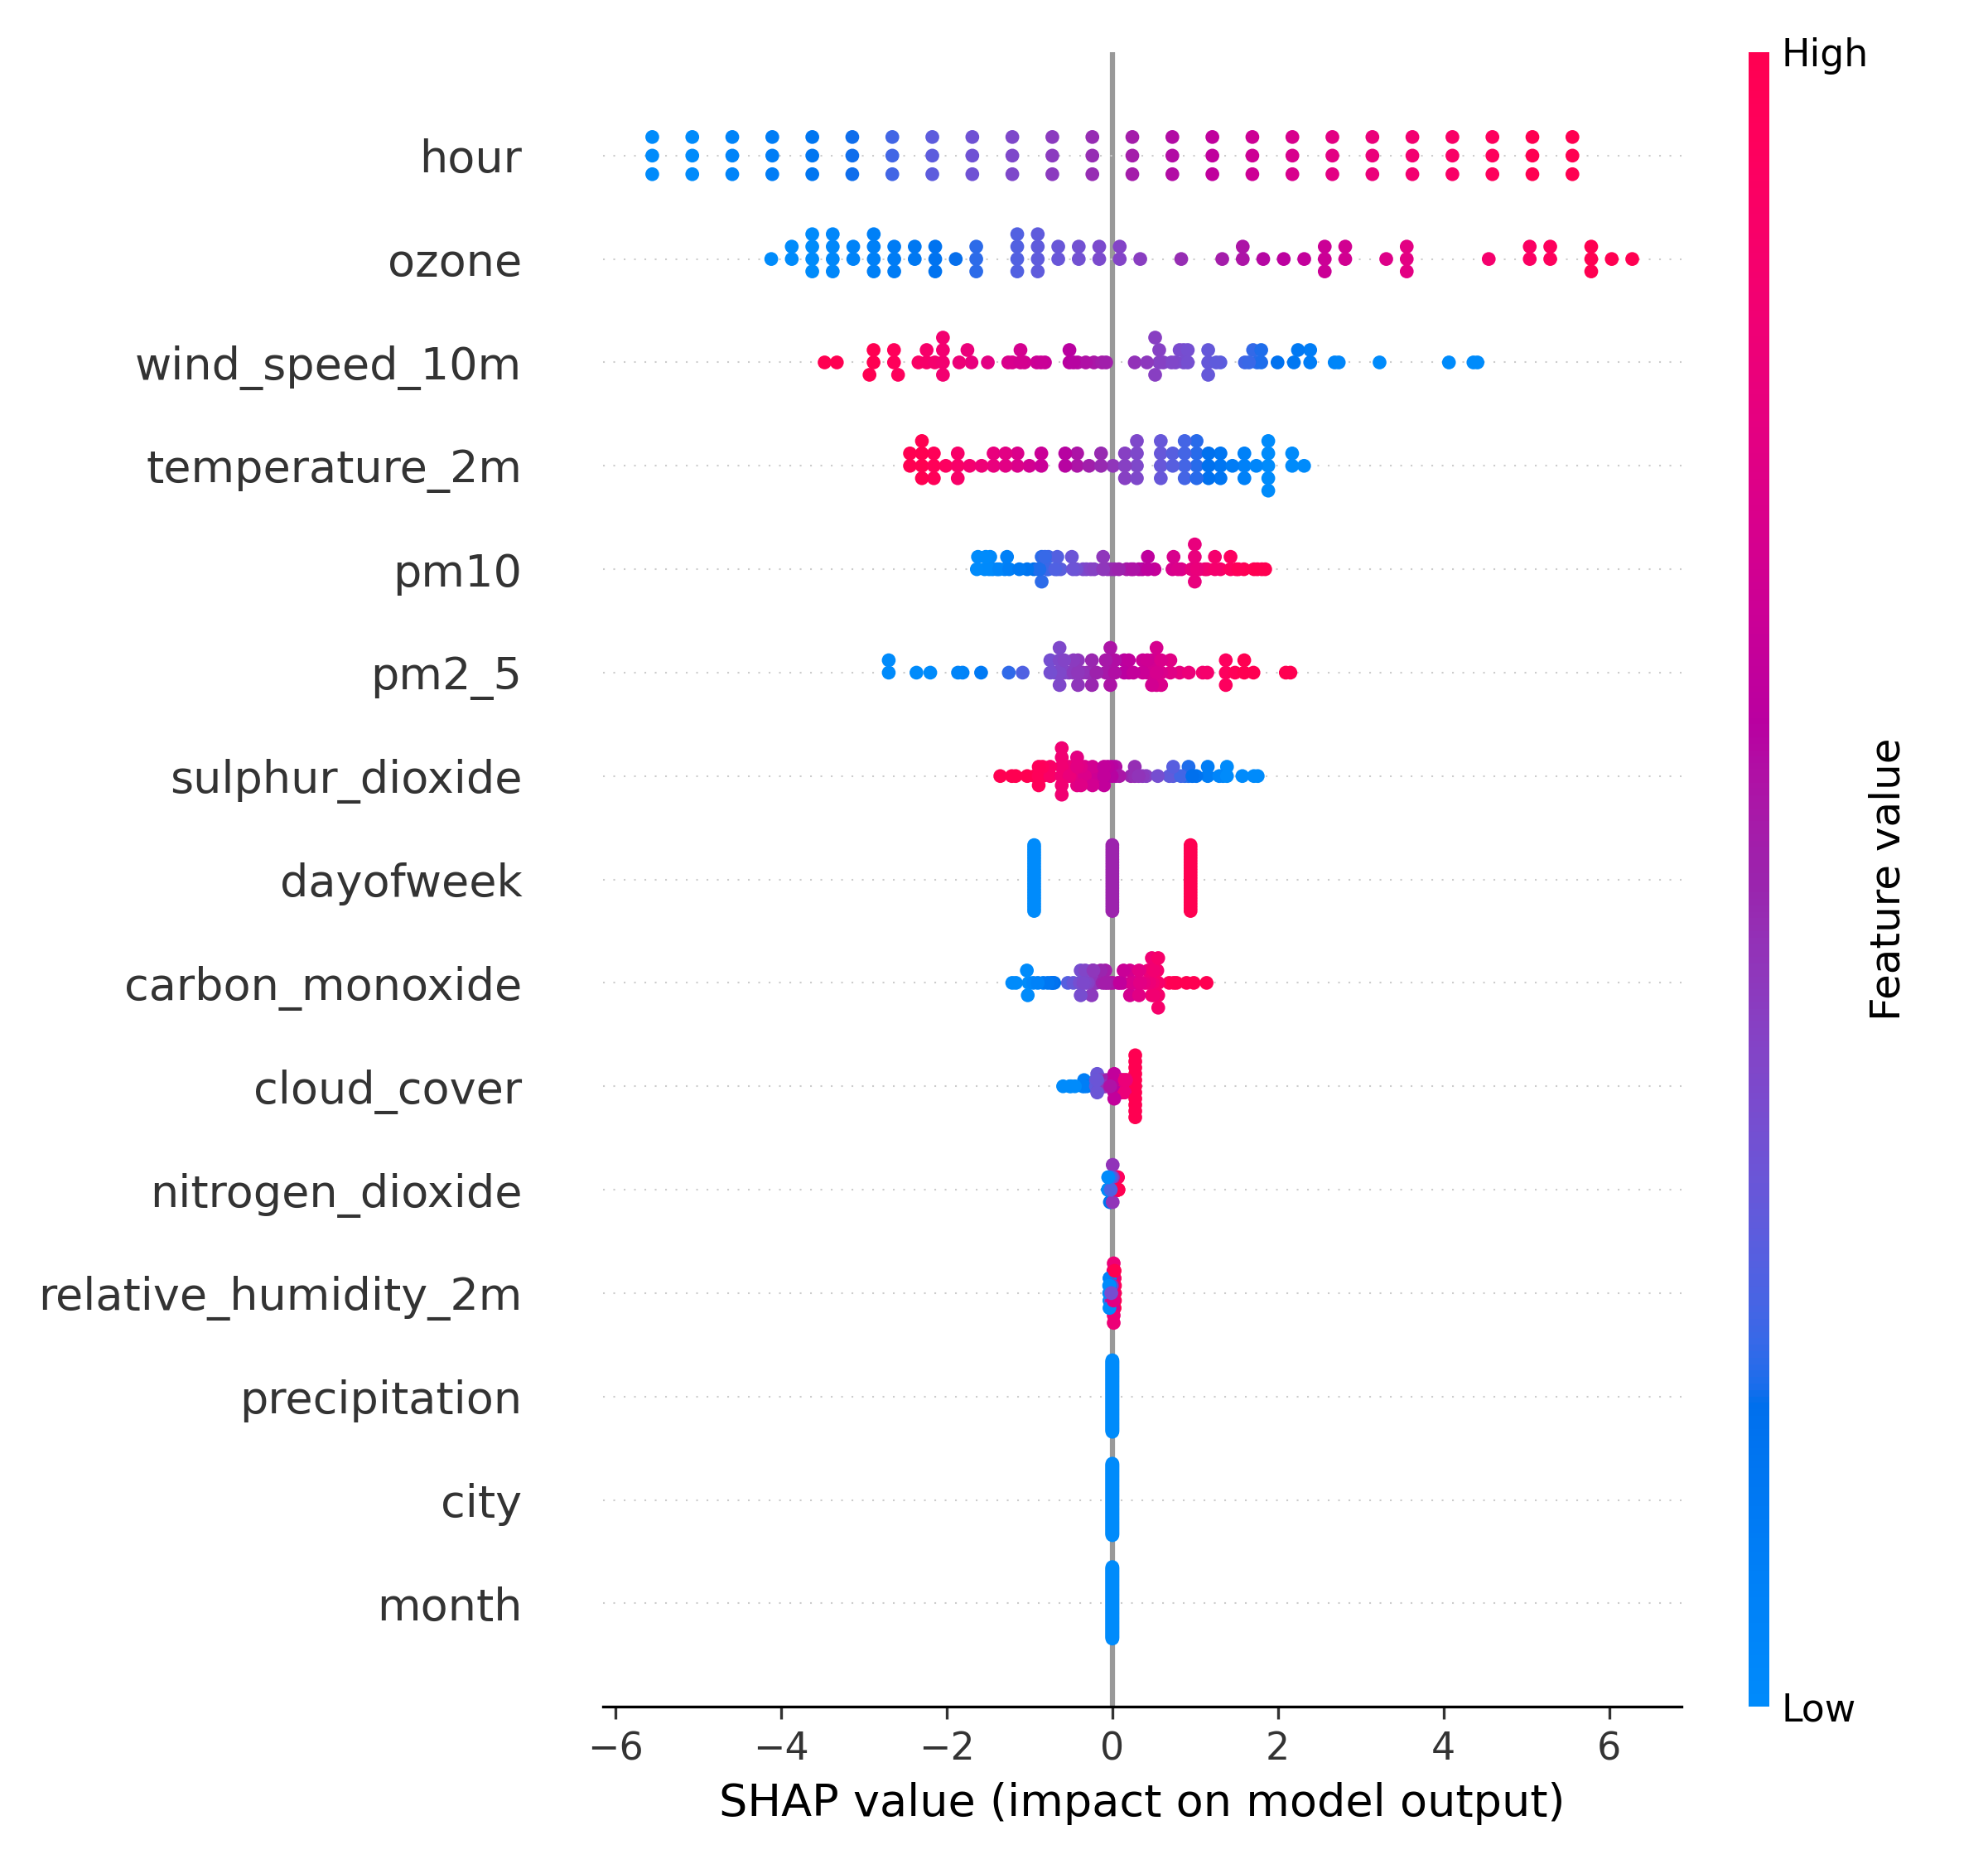 High
hour
ozone
wind_speed_10m
temperature_2m
pm10
pm2_5
sulphur_dioxide
dayofweek
carbon_monoxide
cloud_cover
nitrogen_dioxide
relative_humidity_2m
precipitation
city
month
Feature value
Low
−6 −4 −2 0 2 4 6
SHAP value (impact on model output)